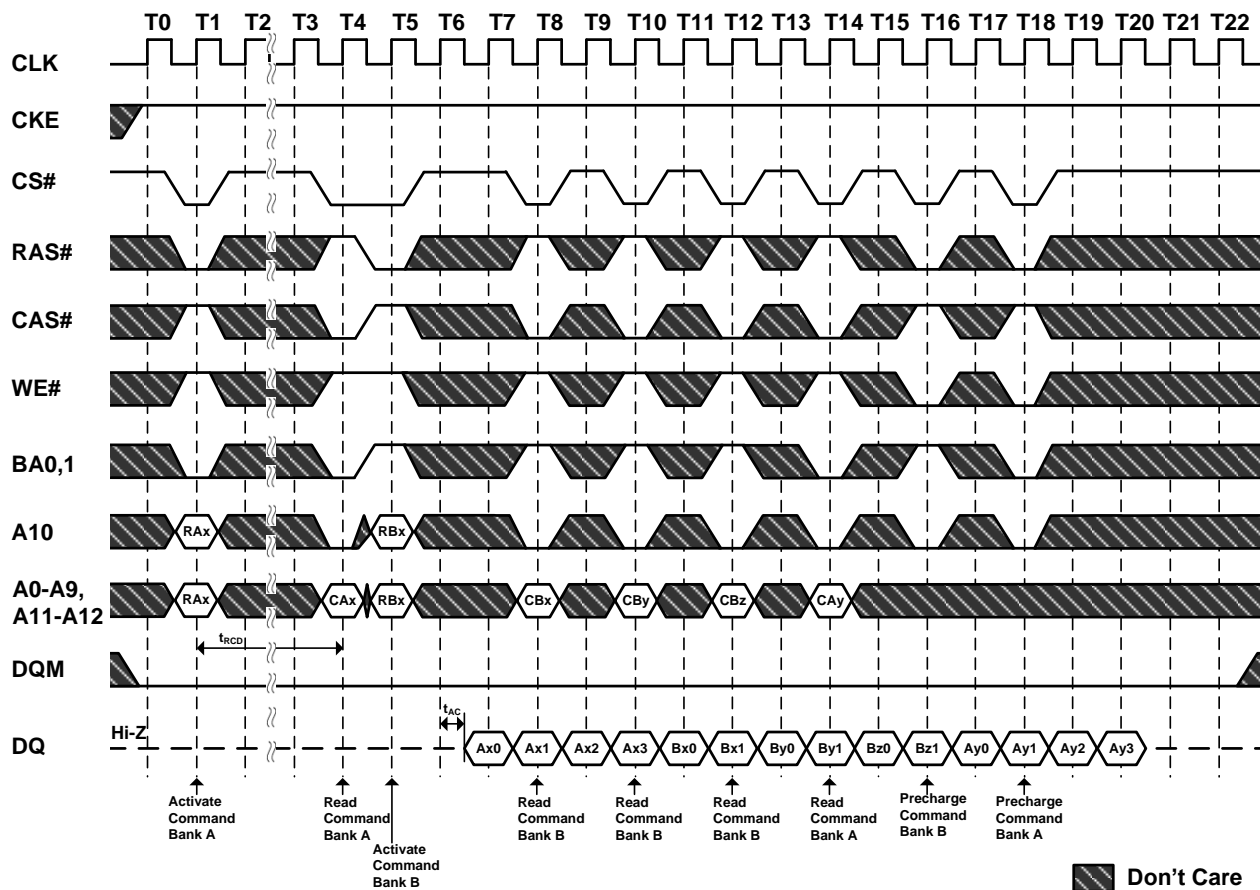 T0 T1 T2 T3 T4 T5 T6 T7 T8 T9 T10 T11 T12 T13 T14 T15 T16 T17 T18 T19 T20 T21 T22
CLK
CKE
CS#
RAS#
CAS#
WE#
BA0,1
A10
RAx RBx
A0-A9,
A11-A12
RAx CAx RBx CBx CBy CBz CAy
tRCD
DQM
tAC
Hi-Z
DQ
Ax0 Ax1 Ax2 Ax3 Bx0 Bx1 By0 By1 Bz0 Bz1 Ay0 Ay1 Ay2 Ay3
Activate
Command
Bank A
Read
Command
Bank A
Activate
Command
Bank B
Read
Command
Bank B
Read
Command
Bank B
Read
Command
Bank B
Read
Command
Bank A
Precharge
Command
Bank B
Precharge
Command
Bank A
Don't Care